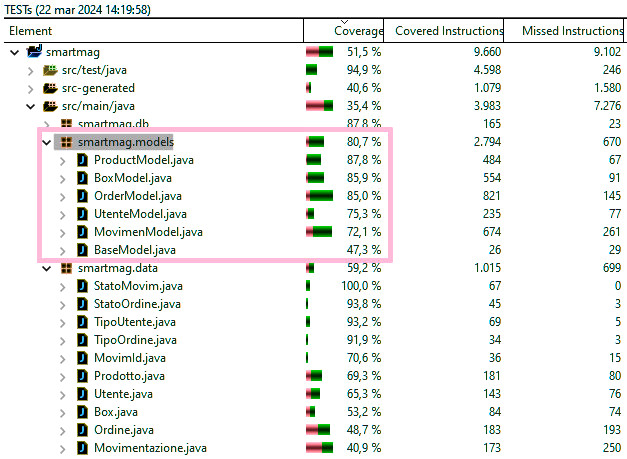 TESTs (22 mar 2024 14:19:58)
Element Coverage Covered Instructions Missed Instructions
smartmag 51,5 % 9.660 9.102
src/test/java 94,9 % 4.598 246
src-generated 40,6 % 1.079 1.580
src/main/java 35,4 % 3.983 7.276
smartmag.db 87,8 % 165 23
smartmag.models 80,7 % 2.794 670
ProductModel.java 87,8 % 484 67
BoxModel.java 85,9 % 554 91
OrderModel.java 85,0 % 821 145
UtenteModel.java 75,3 % 235 77
MovimenModel.java 72,1 % 674 261
BaseModel.java 47,3 % 26 29
smartmag.data 59,2 % 1.015 699
StatoMovim.java 100,0 % 67 0
StatoOrdine.java 93,8 % 45 3
TipoUtente.java 93,2 % 69 5
TipoOrdine.java 91,9 % 34 3
MovimId.java 70,6 % 36 15
Prodotto.java 69,3 % 181 80
Utente.java 65,3 % 143 76
Box.java 53,2 % 84 74
Ordine.java 48,7 % 183 193
Movimentazione.java 40,9 % 173 250